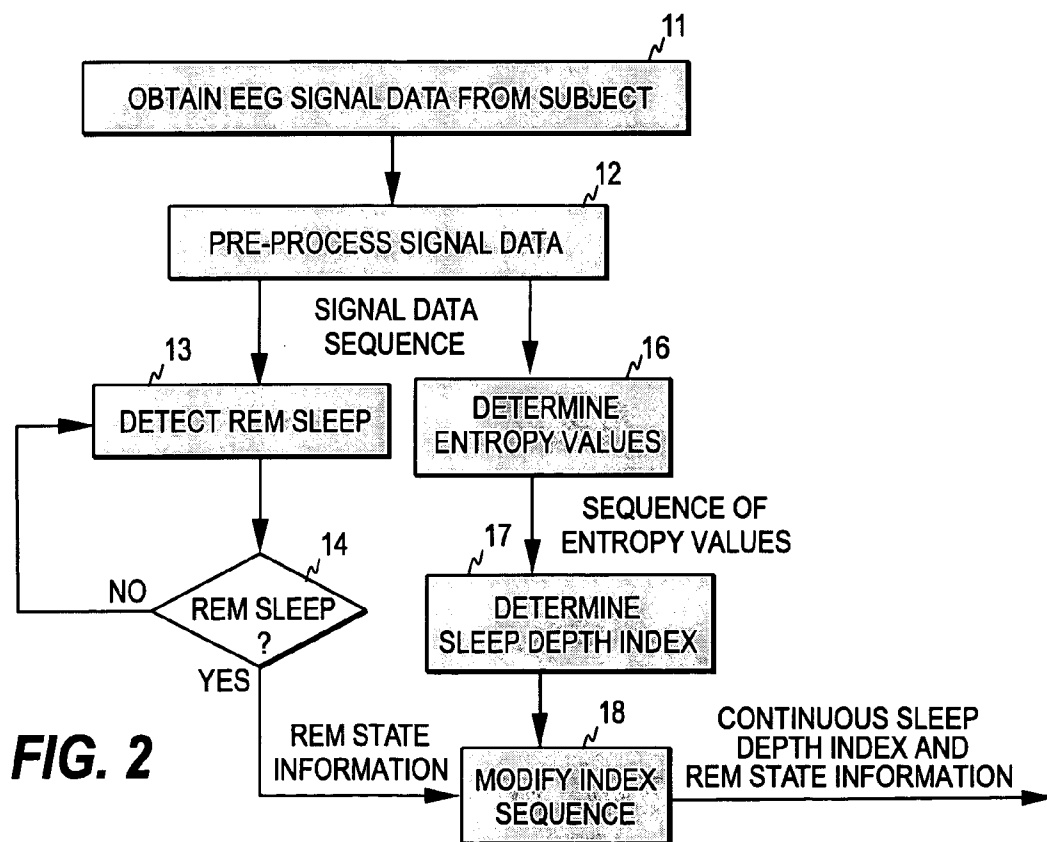 11
OBTAIN EEG SIGNAL DATA FROM SUBJECT
12
PRE-PROCESS SIGNAL DATA
SIGNAL DATA
SEQUENCE
13
DETECT REM SLEEP
16
DETERMINE
ENTROPY VALUES
SEQUENCE OF
ENTROPY VALUES
14
NO
REM SLEEP
?
YES
17
DETERMINE
SLEEP DEPTH INDEX
REM STATE
INFORMATION
18
MODIFY INDEX
SEQUENCE
CONTINUOUS SLEEP
DEPTH INDEX AND
REM STATE INFORMATION
FIG. 2